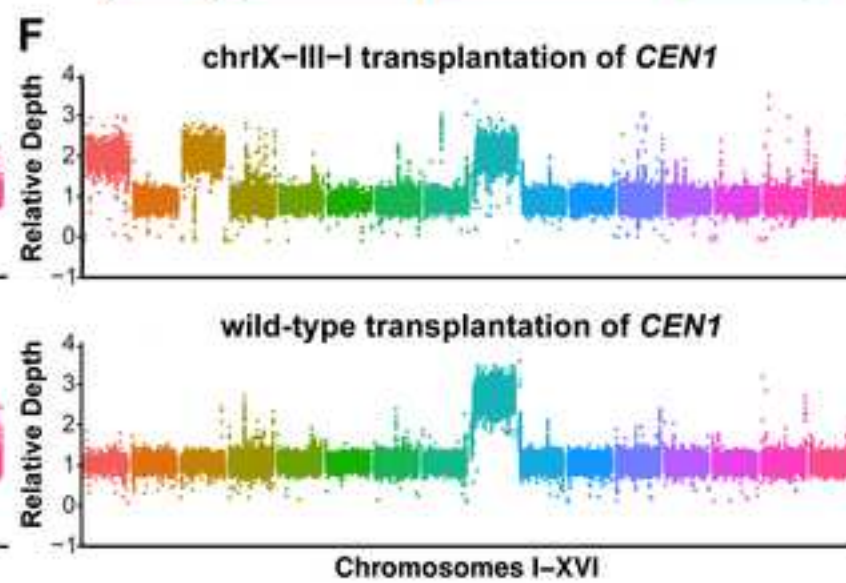 F
chrIX−III−I transplantation of CEN1
Relative Depth
4
3
2
1
0
−1
wild-type transplantation of CEN1
Relative Depth
4
3
2
1
0
−1
Chromosomes I−XVI